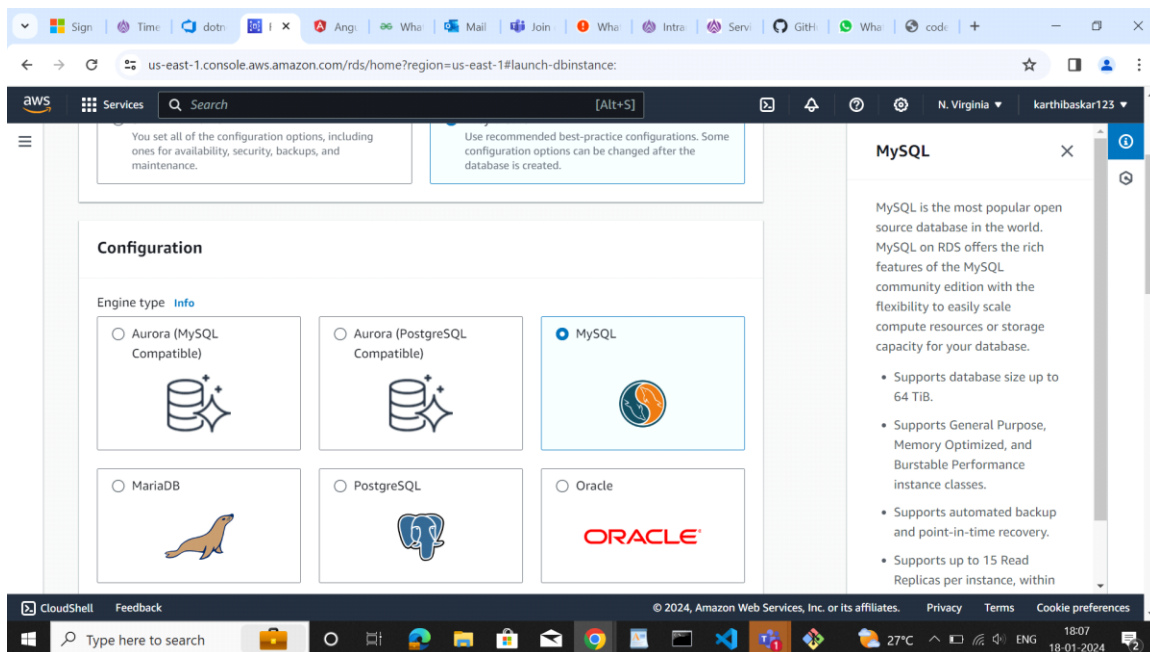 Sign
Time
dotn
Angu
Wha
Mail
Join
Wha
Intra
Servi
GitH
Wha
code
us-east-1.console.aws.amazon.com/rds/home?region=us-east-1#launch-dbinstance:
aws
Services
Search
[Alt+S]
N. Virginia
karthibaskar123
You set all of the configuration options, including
ones for availability, security, backups, and
maintenance.
Use recommended best-practice configurations. Some
configuration options can be changed after the
database is created.
Configuration
Engine type Info
Aurora (MySQL
Compatible)
Aurora (PostgreSQL
Compatible)
MySQL
MariaDB
PostgreSQL
Oracle
ORACLE
MySQL
MySQL is the most popular open
source database in the world.
MySQL on RDS offers the rich
features of the MySQL
community edition with the
flexibility to easily scale
compute resources or storage
capacity for your database.
• Supports database size up to
64 TiB.
• Supports General Purpose,
Memory Optimized, and
Burstable Performance
instance classes.
• Supports automated backup
and point-in-time recovery.
• Supports up to 15 Read
Replicas per instance, within
CloudShell
Feedback
© 2024, Amazon Web Services, Inc. or its affiliates.
Privacy
Terms
Cookie preferences
Type here to search
27°C
ENG
18:07
18-01-2024
2